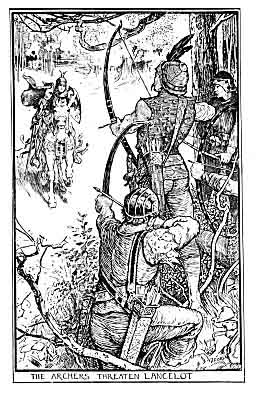 THE ARCHERS THREATEN LANCELOT